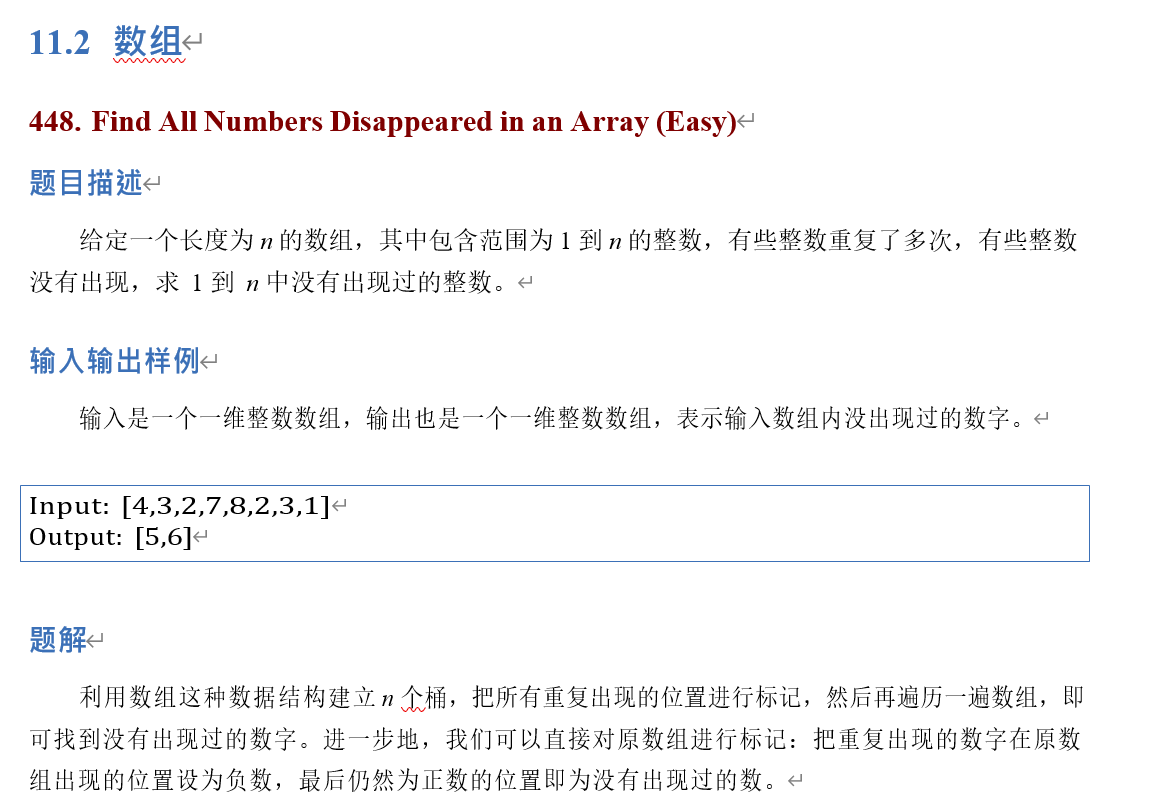 11.2 数组
448. Find All Numbers Disappeared in an Array (Easy)
题目描述
给定一个长度为 n 的数组，其中包含范围为 1 到 n 的整数，有些整数重复了多次，有些整数
没有出现，求 1 到 n 中没有出现过的整数。
输入输出样例
输入是一个一维整数数组，输出也是一个一维整数数组，表示输入数组内没出现过的数字。
Input: [4,3,2,7,8,2,3,1]
Output: [5,6]
题解
利用数组这种数据结构建立 n 个桶，把所有重复出现的位置进行标记，然后再遍历一遍数组，即
可找到没有出现过的数字。进一步地，我们可以直接对原数组进行标记：把重复出现的数字在原数
组出现的位置设为负数，最后仍然为正数的位置即为没有出现过的数。